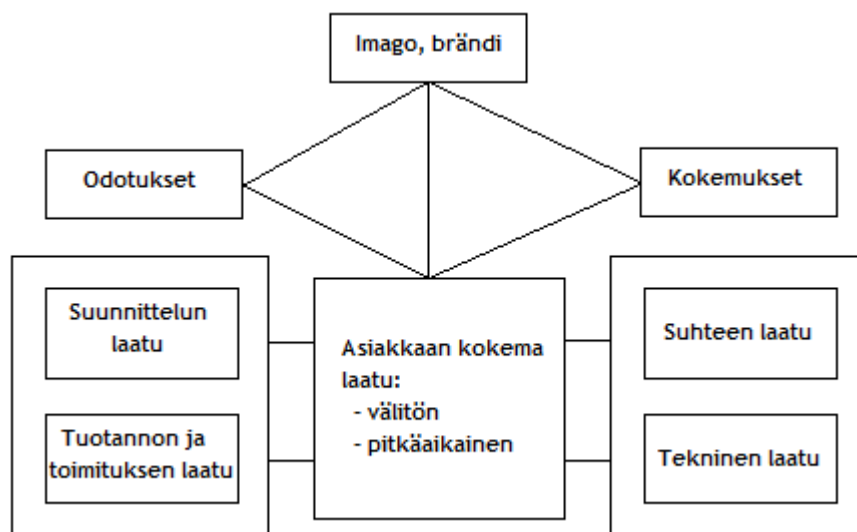 Imago, brändi
Odotukset
Kokemukset
Suunnittelun
laatu
Tuotannon ja
toimituksen laatu
Asiakkaan kokema
laatu:
- välitön
- pitkäaikainen
Suhteen laatu
Tekninen laatu